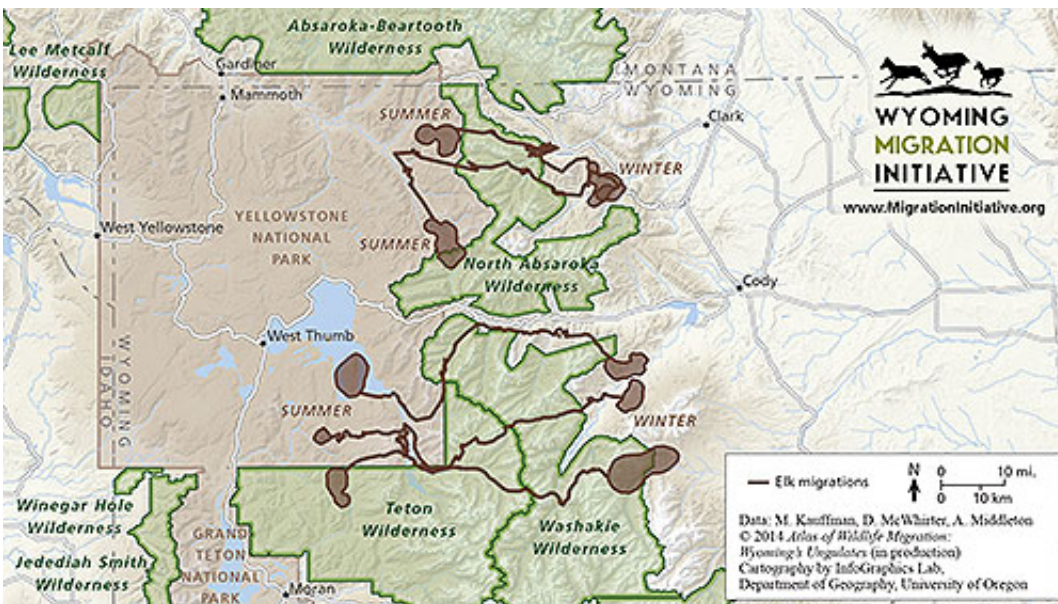 Absaroka-Beartooth
Wilderness
Lee Metcalf
Wilderness
Gardiner
Mammoth
MONTANA
WYOMING
SUMMER
Clark
WINTER
WYOMING
MIGRATION
INITIATIVE
www.MigrationInitiative.org
YELLOWSTONE
NATIONAL
PARK
West Yellowstone
SUMMER
North Absaroka
Wilderness
Cody
West Thumb
WYOMING
IDAHO
SUMMER
WINTER
Winegar Hole
Wilderness
Teton
Wilderness
Washakie
Wilderness
GRAND
TETON
NATIONAL
PARK
Jedediah Smith
Wilderness
Moran
Elk migrations
N
0 10 mi.
0 10 km
Data: M. Kauffman, D. McWhirter, A. Middleton
© 2014 Atlas of Wildlife Migration:
Wyoming's Ungulates (in production)
Cartography by InfoGraphics Lab,
Department of Geography, University of Oregon